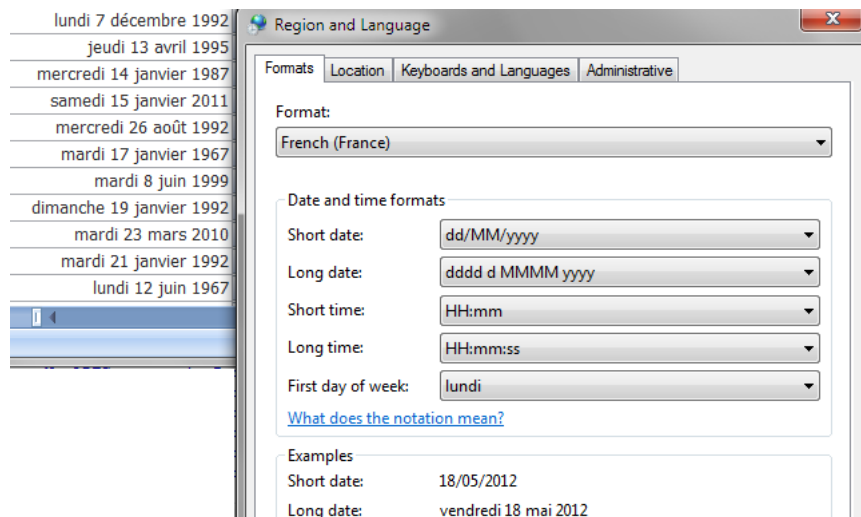 lundi 7 décembre 1992
jeudi 13 avril 1995
mercredi 14 janvier 1987
samedi 15 janvier 2011
mercredi 26 août 1992
mardi 17 janvier 1967
mardi 8 juin 1999
dimanche 19 janvier 1992
mardi 23 mars 2010
mardi 21 janvier 1992
lundi 12 juin 1967
Region and Language
Formats Location Keyboards and Languages Administrative
Format:
French (France)
Date and time formats
Short date: dd/MM/yyyy
Long date: dddd d MMMM yyyy
Short time: HH:mm
Long time: HH:mm:ss
First day of week: lundi
What does the notation mean?
Examples
Short date: 18/05/2012
Long date: vendredi 18 mai 2012